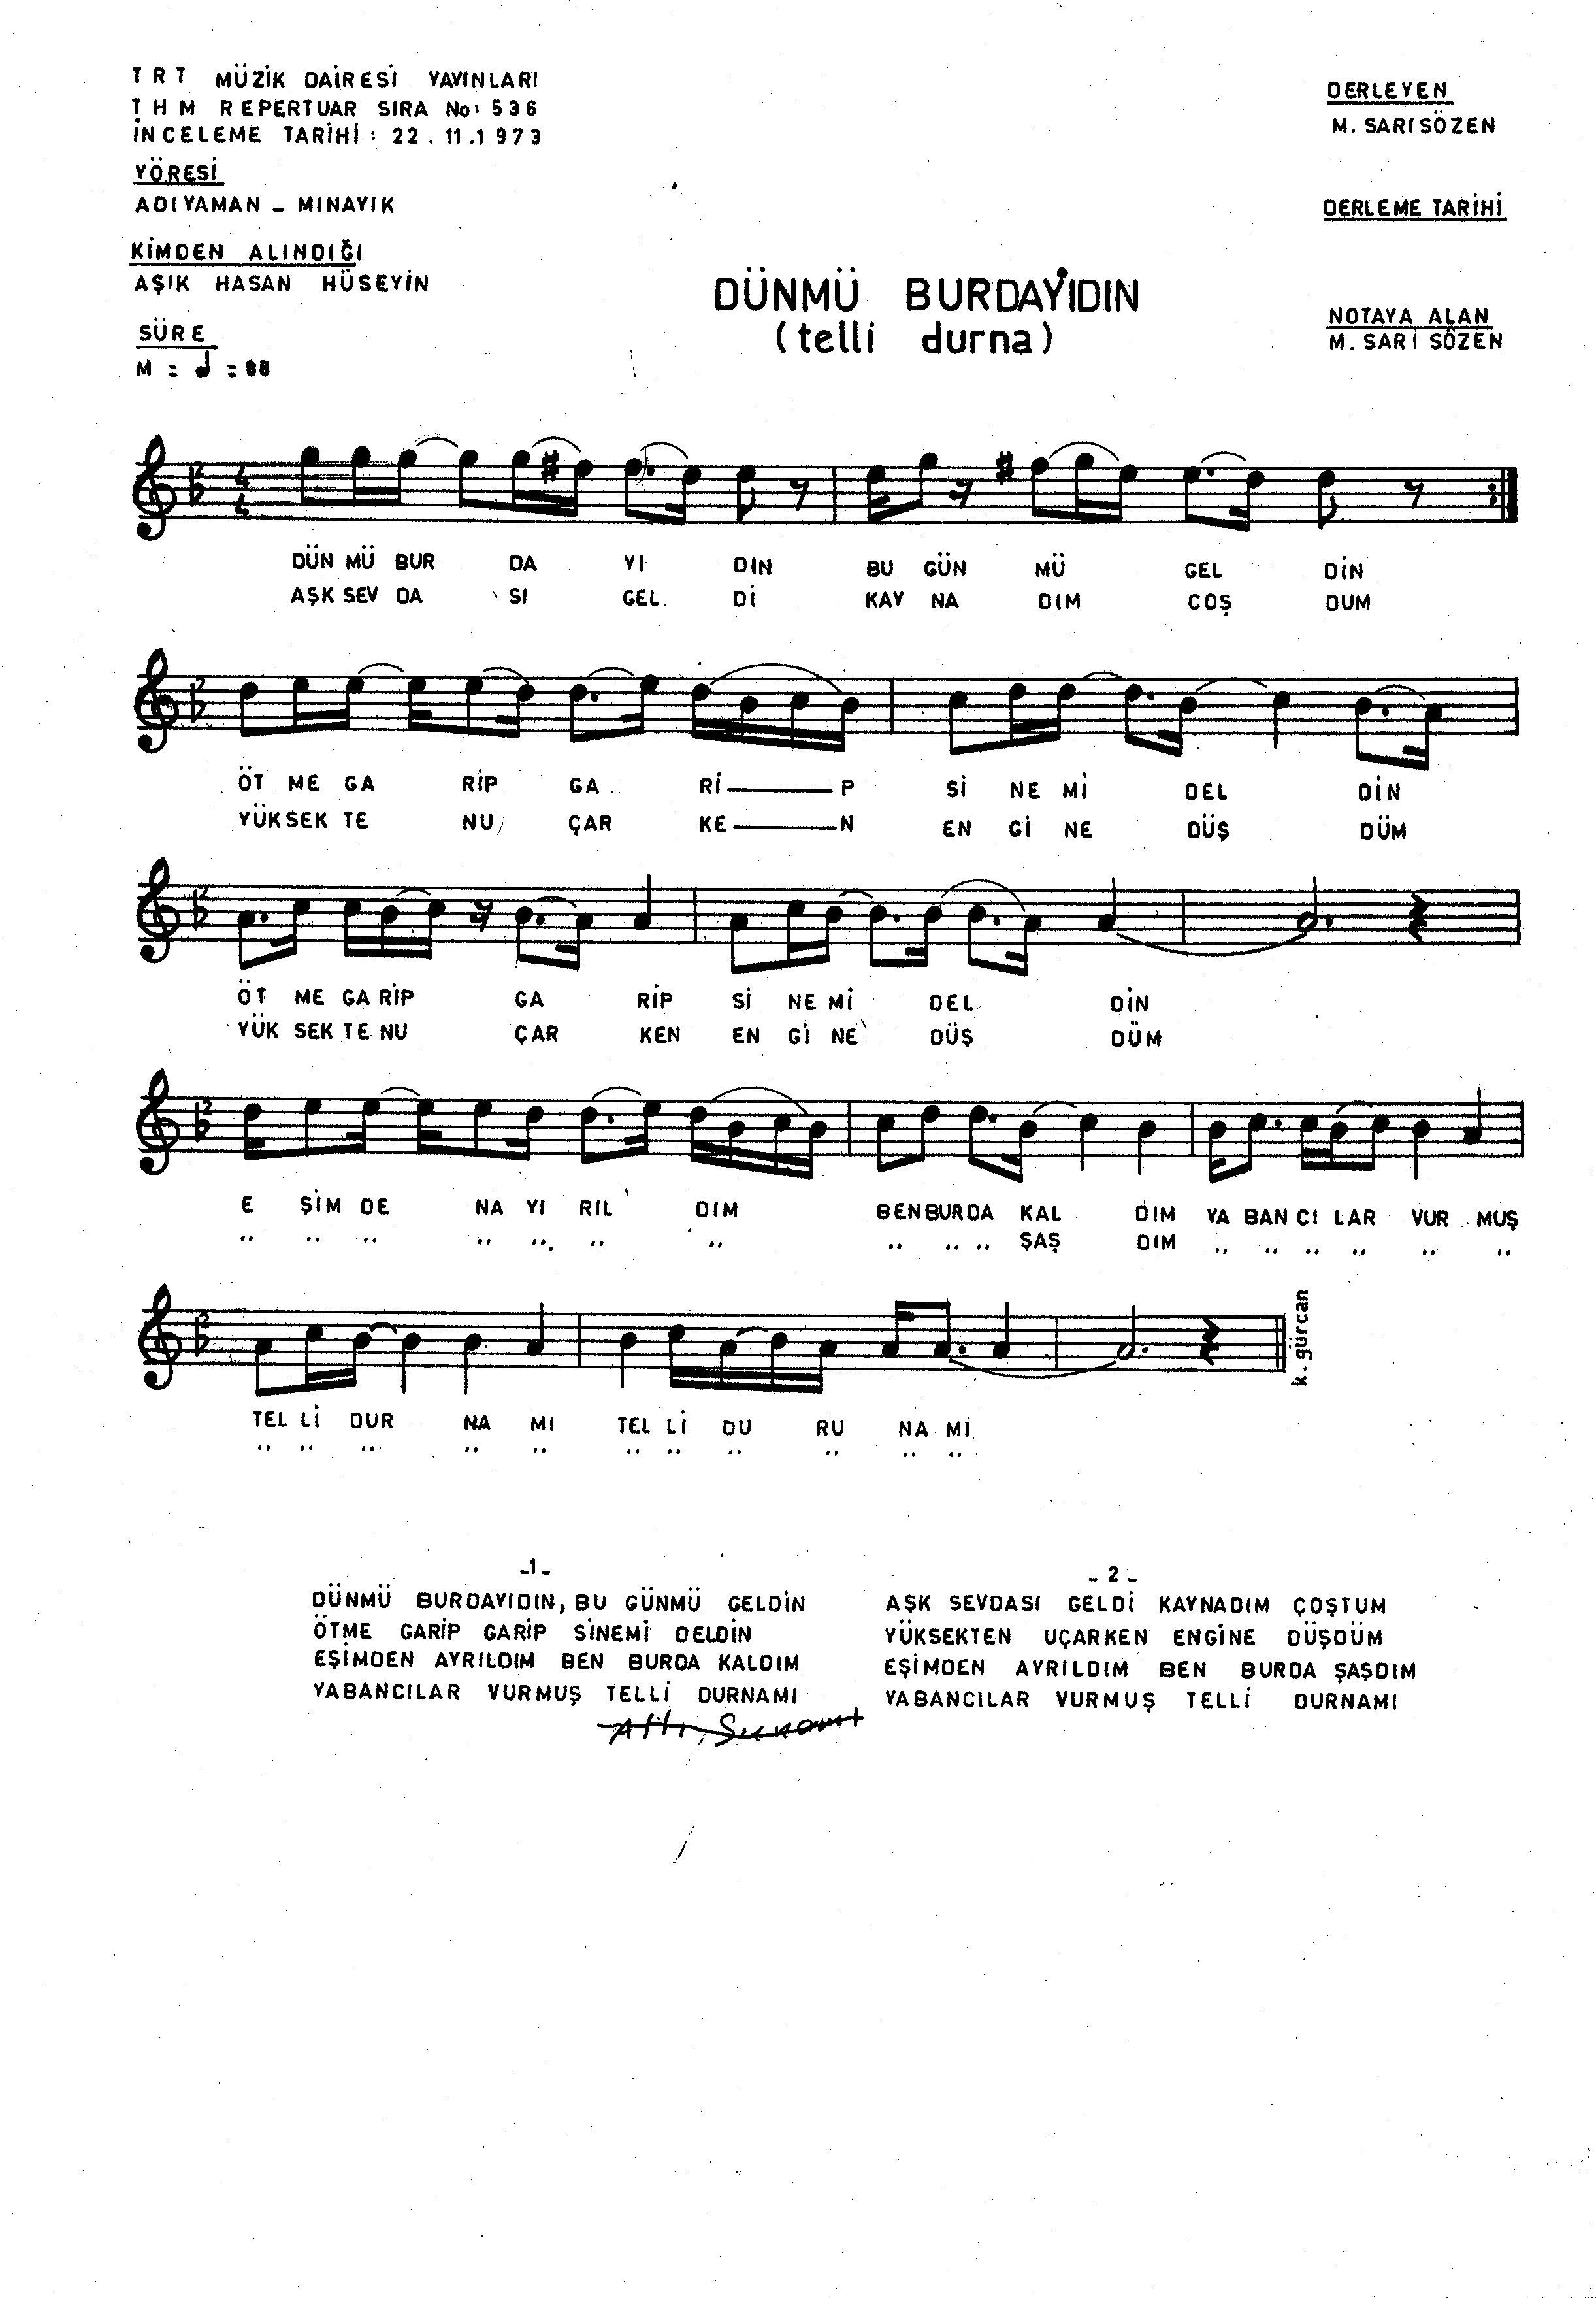 TRT MÜZİK DAİRESİ YAYINLARI
THM REPERTUAR SIRA No: 536
İNCELEME TARİHİ : 22.11.1973
YÖRESİ
ADIYAMAN _ MINAYIK
KİMDEN ALINDIĞI
AŞIK HASAN HÜSEYİN
SÜRE
M = = 88
DERLEYEN
M. SARISÖZEN
DERLEME TARİHİ
NOTAYA ALAN
M. SARI SÖZEN
DÜNMÜ BURDAYIDIN
(telli durna)
DÜN MÜ BUR DA YI DIN BU GÜN MÜ GEL DİN
AŞK SEV DA SI GEL Dİ KAY NA DIM COŞ DUM
ÖT ME GA RİP GA Rİ P Sİ NE Mİ DEL DİN
YÜK SEK TE NU ÇAR KE N EN Gİ NE DÜŞ DÜM
ÖT ME GA RİP GA RİP Sİ NE Mİ DEL DİN
YÜK SEK TE NU ÇAR KEN EN Gİ NE DÜŞ DÜM
E ŞİM DE NA YI RIL DIM BEN BUR DA KAL DIM YA BAN CI LAR VUR MUŞ
ŞAŞ DIM
TEL Lİ DUR NA MI TEL Lİ DU RU NA Mİ
k. gürcan
_1_
DÜNMÜ BURDAYIDIN, BU GÜNMÜ GELDİN
ÖTME GARİP GARİP SİNEMİ DELDİN
EŞİMDEN AYRILDIM BEN BURDA KALDIM
YABANCILAR VURMUŞ TELLİ DURNAMI
_ 2 _
AŞK SEVDASI GELDİ KAYNADIM ÇOŞTUM
YÜKSEKTEN UÇARKEN ENGİNE DÜŞDÜM
EŞİMDEN AYRILDIM BEN BURDA ŞAŞDIM
YABANCILAR VURMUŞ TELLİ DURNAMI